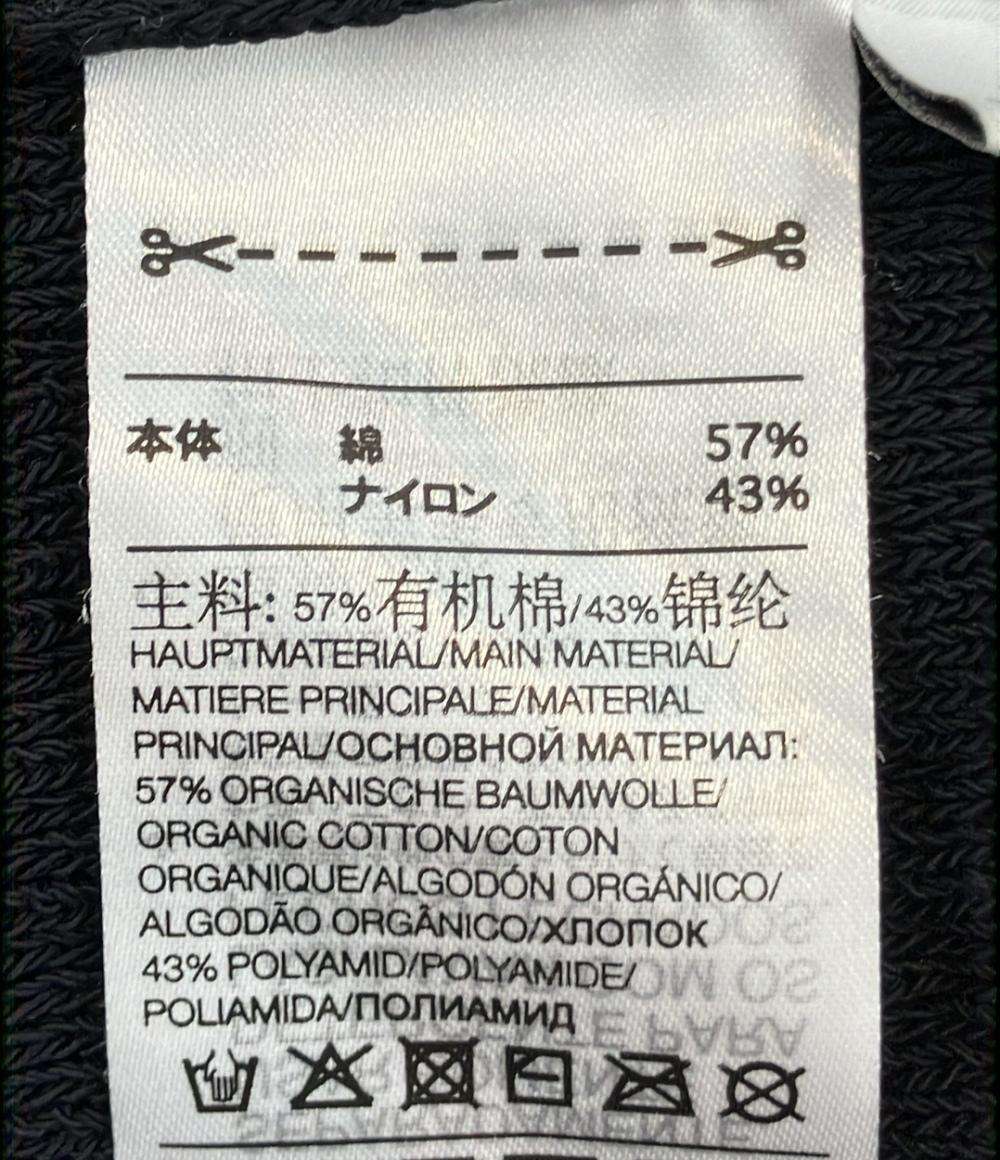 本体 綿 57%
ナイロン 43%
主料: 57%有机棉/43%锦纶
HAUPTMATERIAL/MAIN MATERIAL/
MATIERE PRINCIPALE/MATERIAL
PRINCIPAL/ОСНОВНОЙ МАТЕРИАЛ:
57% ORGANISCHE BAUMWOLLE/
ORGANIC COTTON/COTON
ORGANIQUE/ALGODÓN ORGÁNICO/
ALGODÃO ORGÂNICO/ХЛОПОК
43% POLYAMID/POLYAMIDE/
POLIAMIDA/ПОЛИАМИД